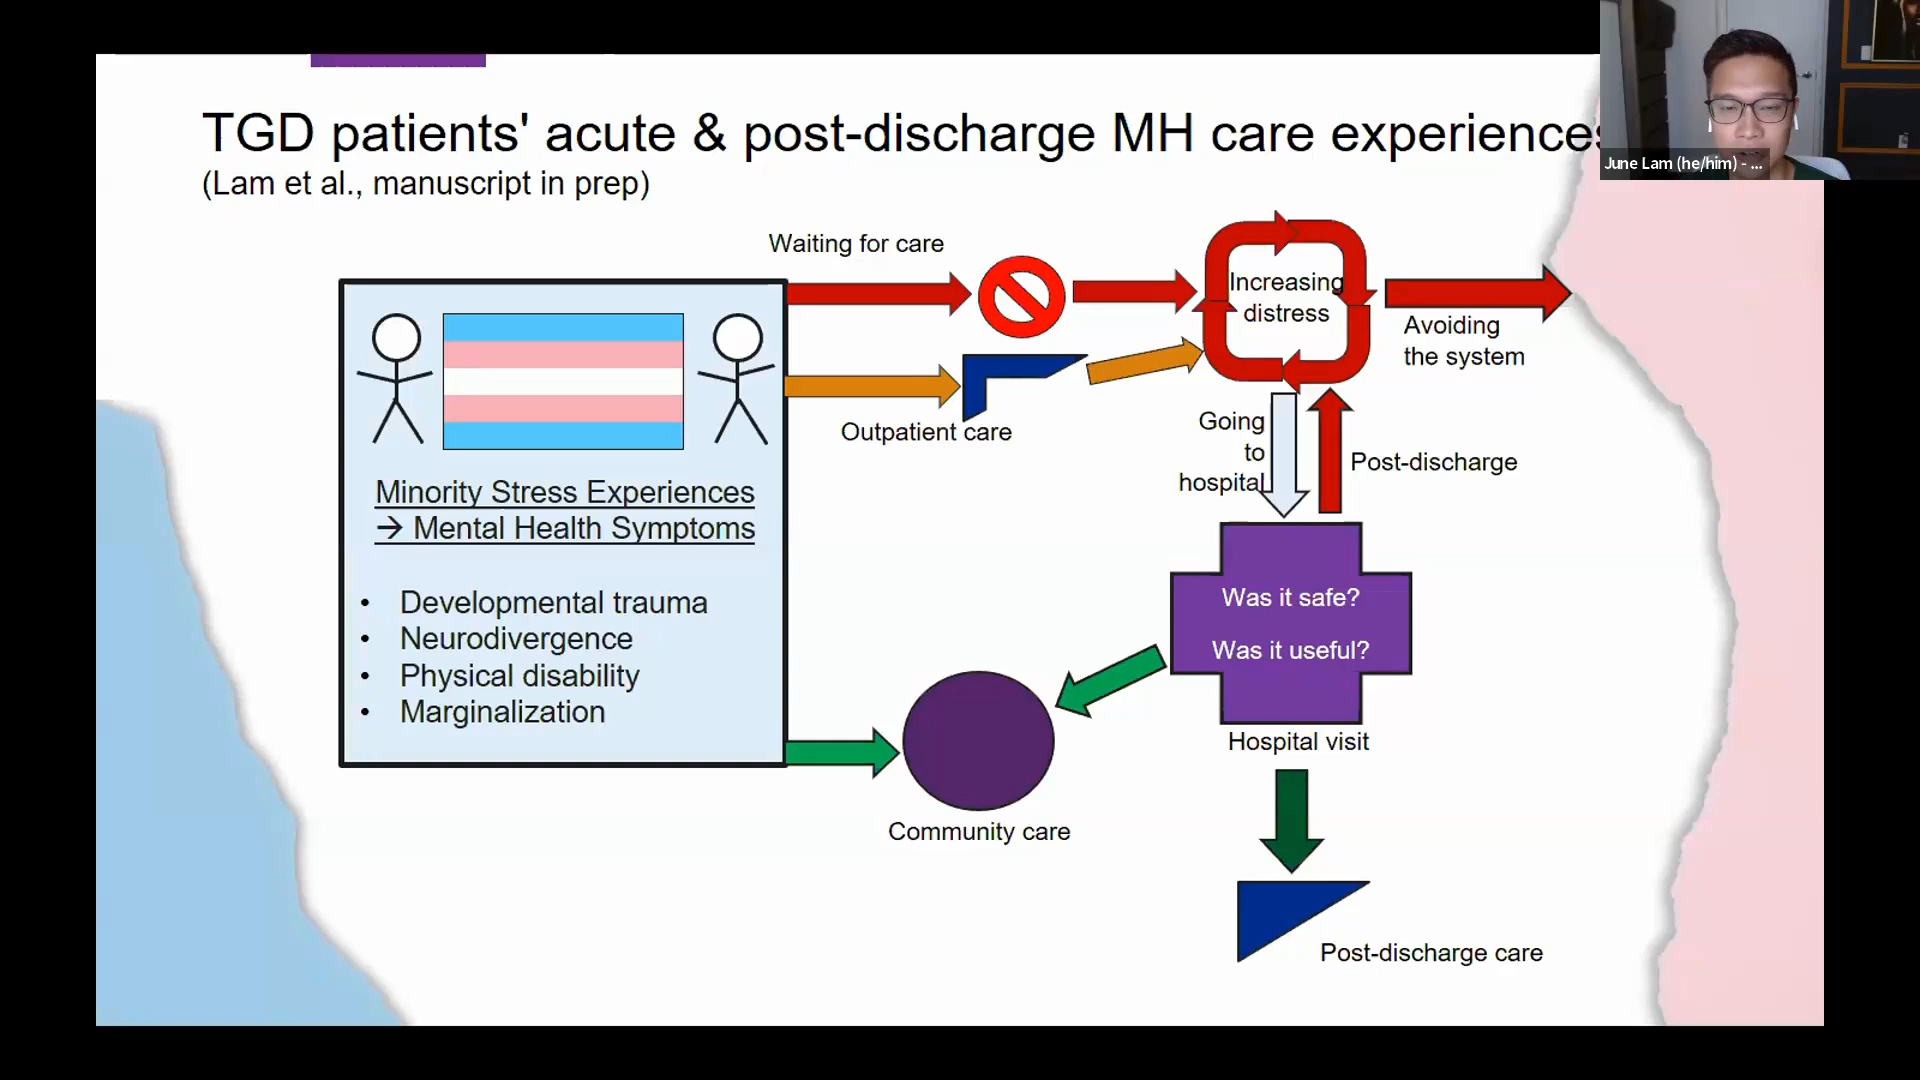 TGD patients' acute & post-discharge MH care experiences
(Lam et al., manuscript in prep)
June Lam (he/him) - ...
Waiting for care
Increasing
distress
Avoiding
the system
Outpatient care
Going
to
hospital
Post-discharge
Minority Stress Experiences
→ Mental Health Symptoms
• Developmental trauma
• Neurodivergence
• Physical disability
• Marginalization
Was it safe?
Was it useful?
Hospital visit
Community care
Post-discharge care